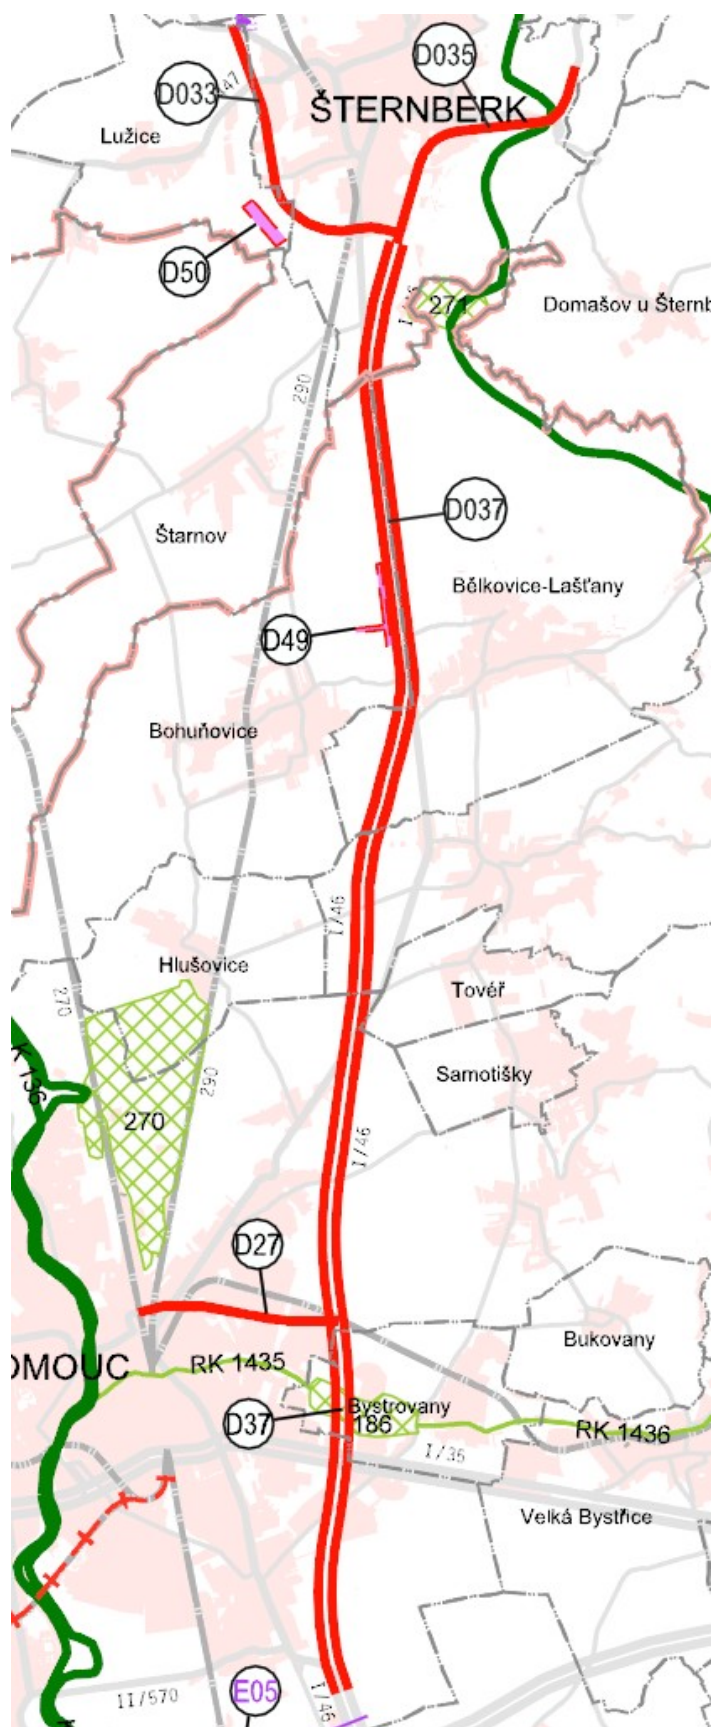 D035
D033
47
ŠTERNBERK
Lužice
D50
271
Domašov u Šternb
290
D037
Štarnov
Bělkovice-Lašťany
D49
Bohuňovice
I/46
Hlušovice
Tovéř
270
K 136
290
Samotišky
270
I/46
D27
Bukovany
OMOUC
RK 1435
Bystrovany
186
D37
RK 1436
I/35
Velká Bystřice
E05
II/570
I/46